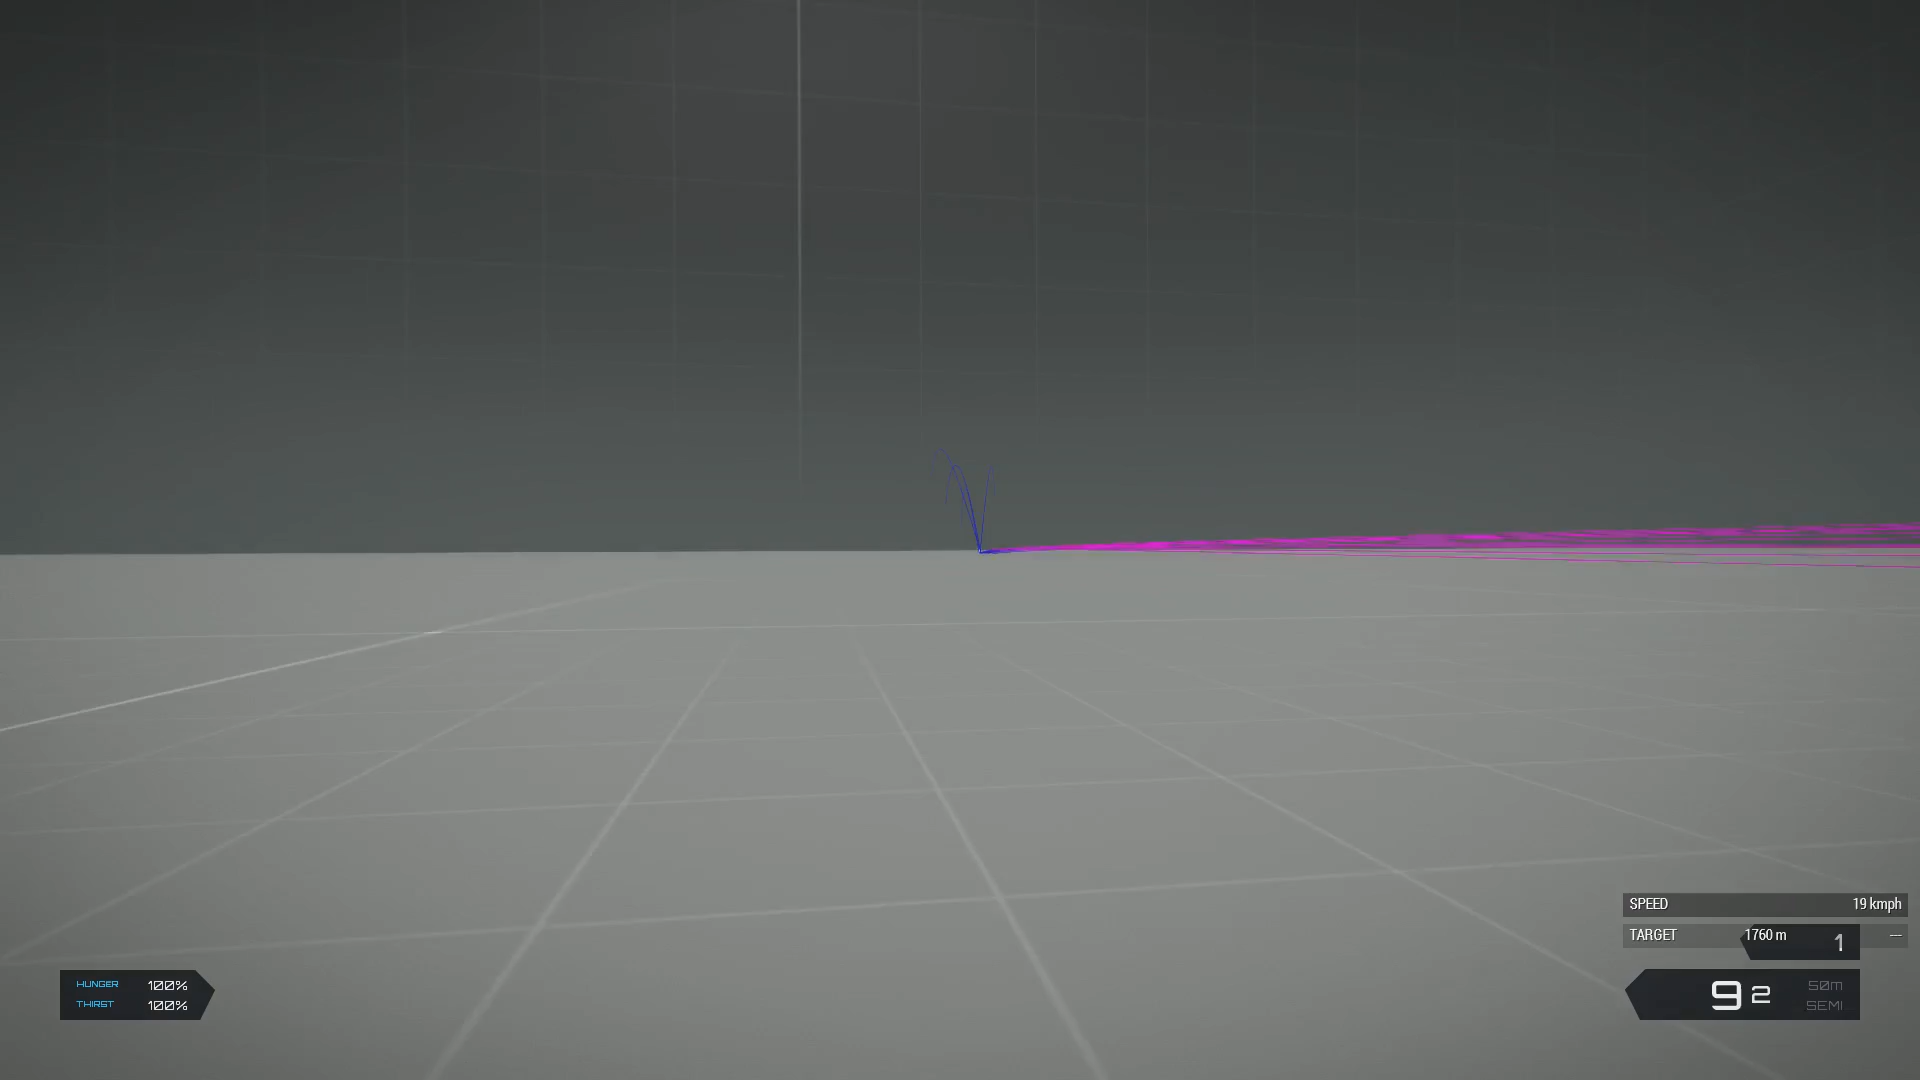 SPEED 19 kmph
TARGET 1760 m 1 ---
HUNGER 100%
THIRST 100%
9 2 50m
SEMI